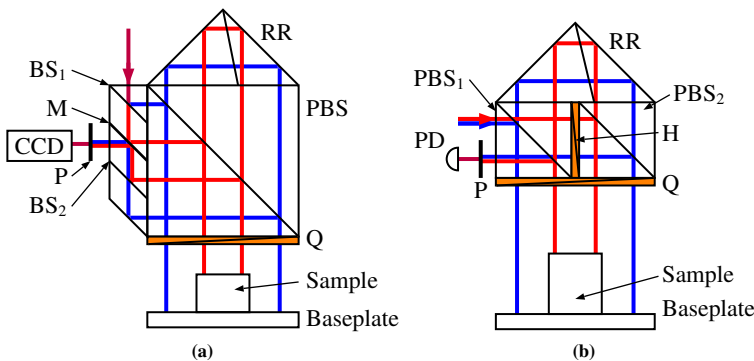 RR
BS1
M
PBS
CCD
P
BS2
Q
Sample
Baseplate
(a)
RR
PBS1
PBS2
PD
H
P
Q
Sample
Baseplate
(b)